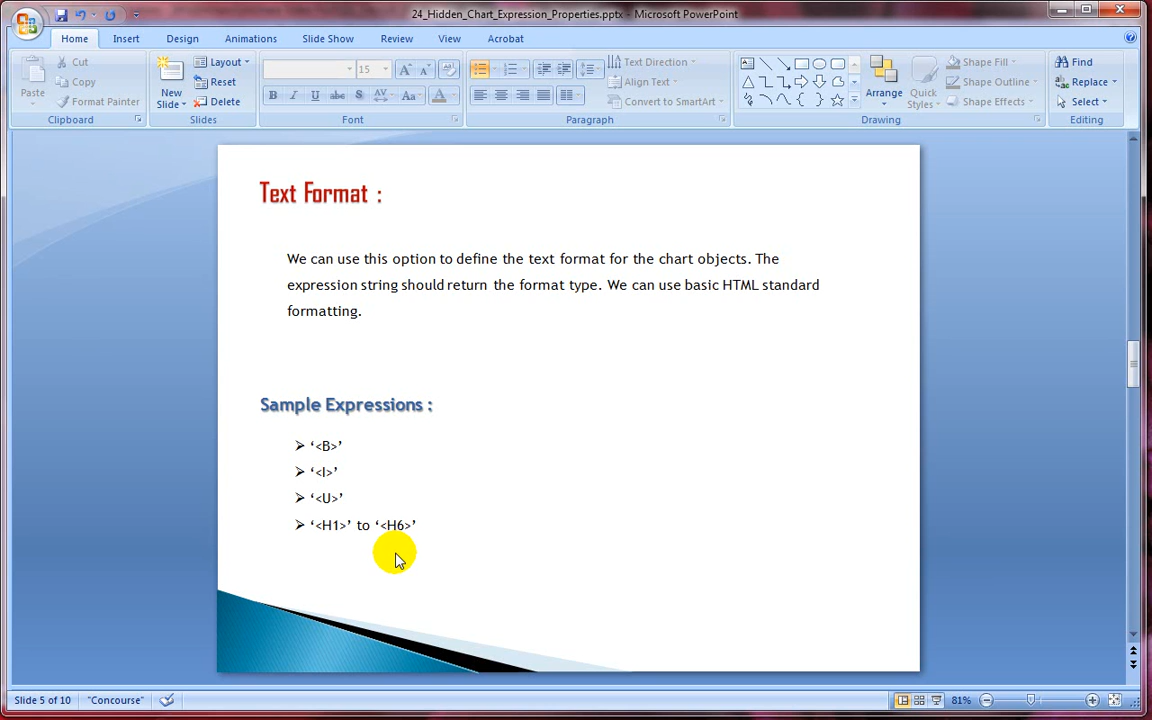 24_Hidden_Chart_Expression_Properties.pptx - Microsoft PowerPoint
Home Insert Design Animations Slide Show Review View Acrobat
Paste
Cut
Copy
Format Painter
Clipboard
New
Slide
Layout
Reset
Delete
Slides
15
B I U abc S AV Aa A
Font
Text Direction
Align Text
Convert to SmartArt
Paragraph
Arrange
Quick
Styles
Shape Fill
Shape Outline
Shape Effects
Drawing
Find
Replace
Select
Editing
Text Format :
We can use this option to define the text format for the chart objects. The
expression string should return the format type. We can use basic HTML standard
formatting.
Sample Expressions :
➢ ‘<B>’
➢ ‘<I>’
➢ ‘<U>’
➢ ‘<H1>’ to ‘<H6>’
Slide 5 of 10 "Concourse" 81%